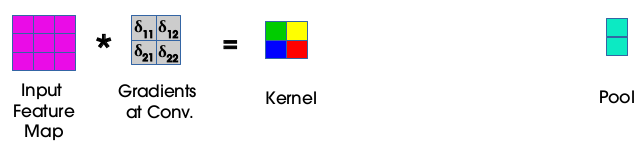 * δ11 δ12 =
δ21 δ22
Input Feature Map
Gradients at Conv.
Kernel
Pool